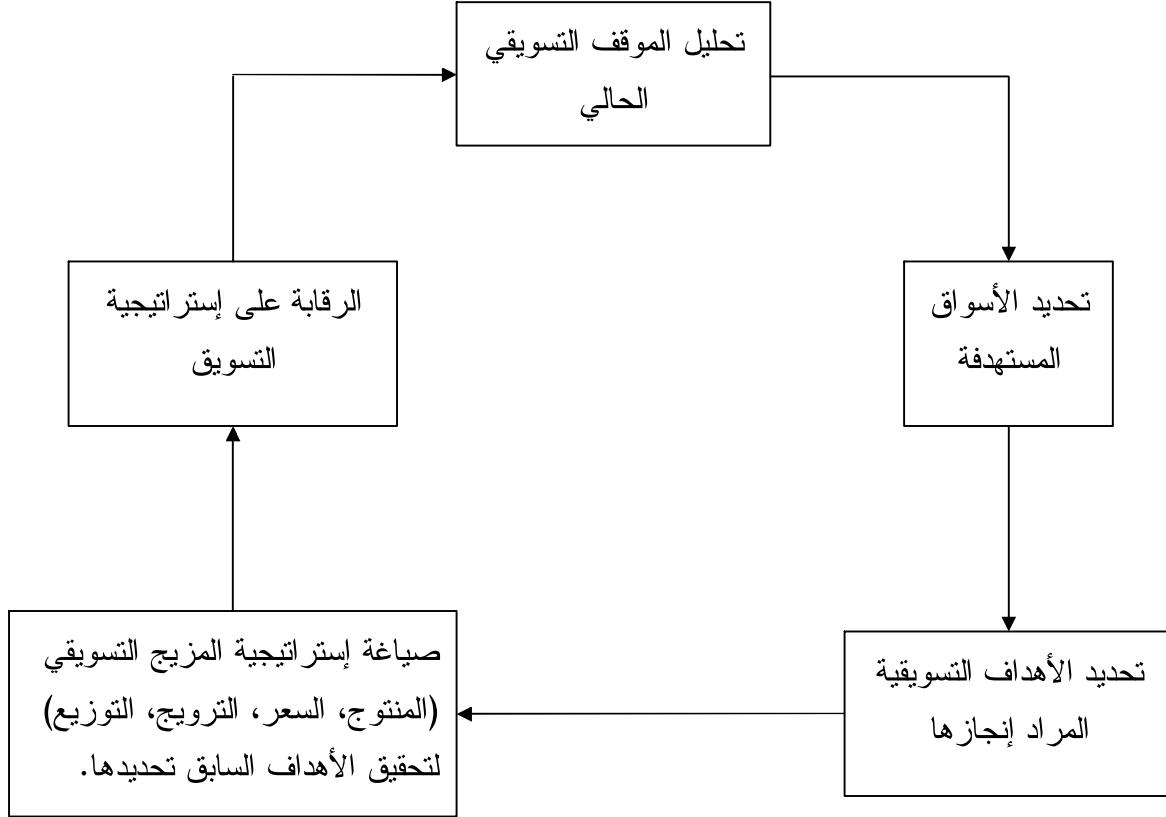 تحليل الموقف التسويقي
الحالي
تحديد الأسواق
المستهدفة
تحديد الأهداف التسويقية
المراد إنجازها
صياغة إستراتيجية المزيج التسويقي
(المنتوج، السعر، الترويج، التوزيع)
لتحقيق الأهداف السابق تحديدها.
الرقابة على إستراتيجية
التسويق